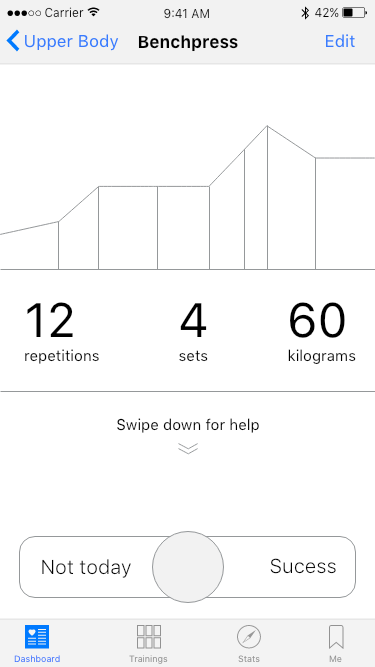 Carrier 9:41 AM 42%
Upper Body Benchpress Edit
12 4 60
repetitions sets kilograms
Swipe down for help
Not today Sucess
Dashboard Trainings Stats Me